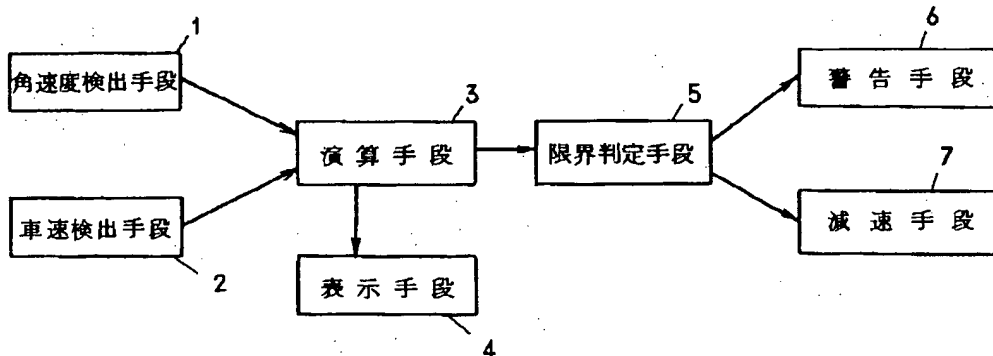 1
角速度検出手段
車速検出手段
2
3
演算手段
表示手段
4
5
限界判定手段
6
警告手段
7
減速手段